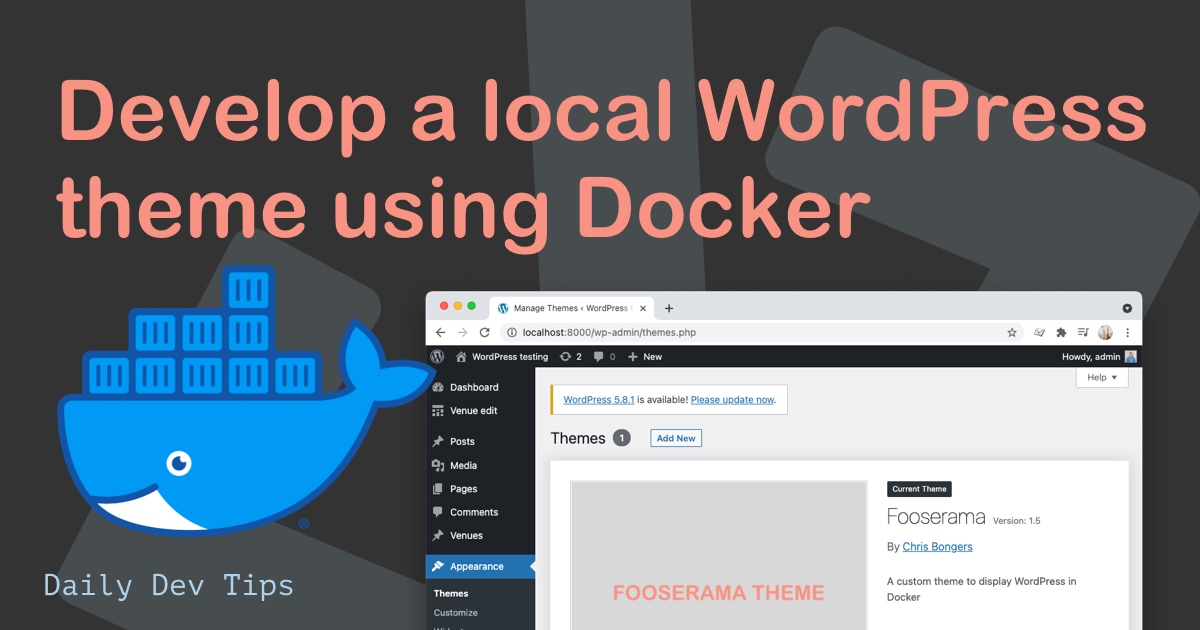 Develop a local WordPress
theme using Docker
Manage Themes ‹ WordPress
localhost:8000/wp-admin/themes.php
WordPress testing 2 0 New
Howdy, admin
Help
Dashboard
Venue edit
Posts
Media
Pages
Comments
Venues
Appearance
Themes
Customize
WordPress 5.8.1 is available! Please update now.
Themes 1 Add New
FOOSERAMA THEME
Current Theme
Fooserama Version: 1.5
By Chris Bongers
A custom theme to display WordPress in
Docker
®
Daily Dev Tips